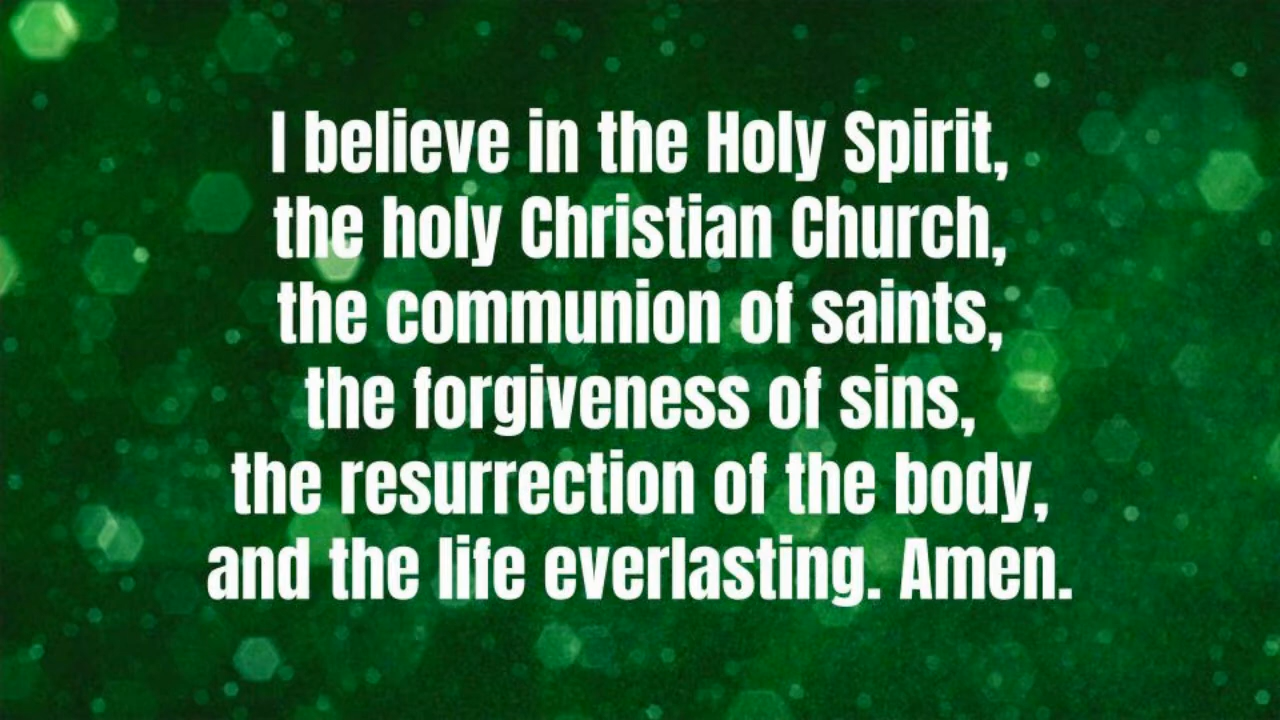 I believe in the Holy Spirit,
the holy Christian Church,
the communion of saints,
the forgiveness of sins,
the resurrection of the body,
and the life everlasting. Amen.